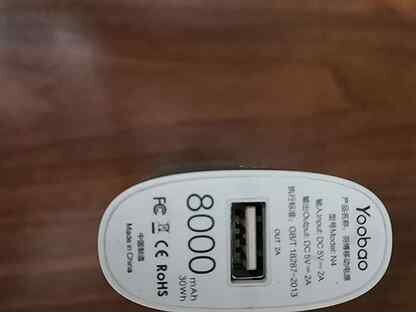 Yoobao
产品名称：羽博移动电源
型号Model: N4
输入Input: DC 5V⎓2A
输出Output: DC 5V⎓2A
执行标准：GB/T 18287-2013
OUT 2A
8000 mAh
30Wh
FC CE RoHS
中国制造
Made in China